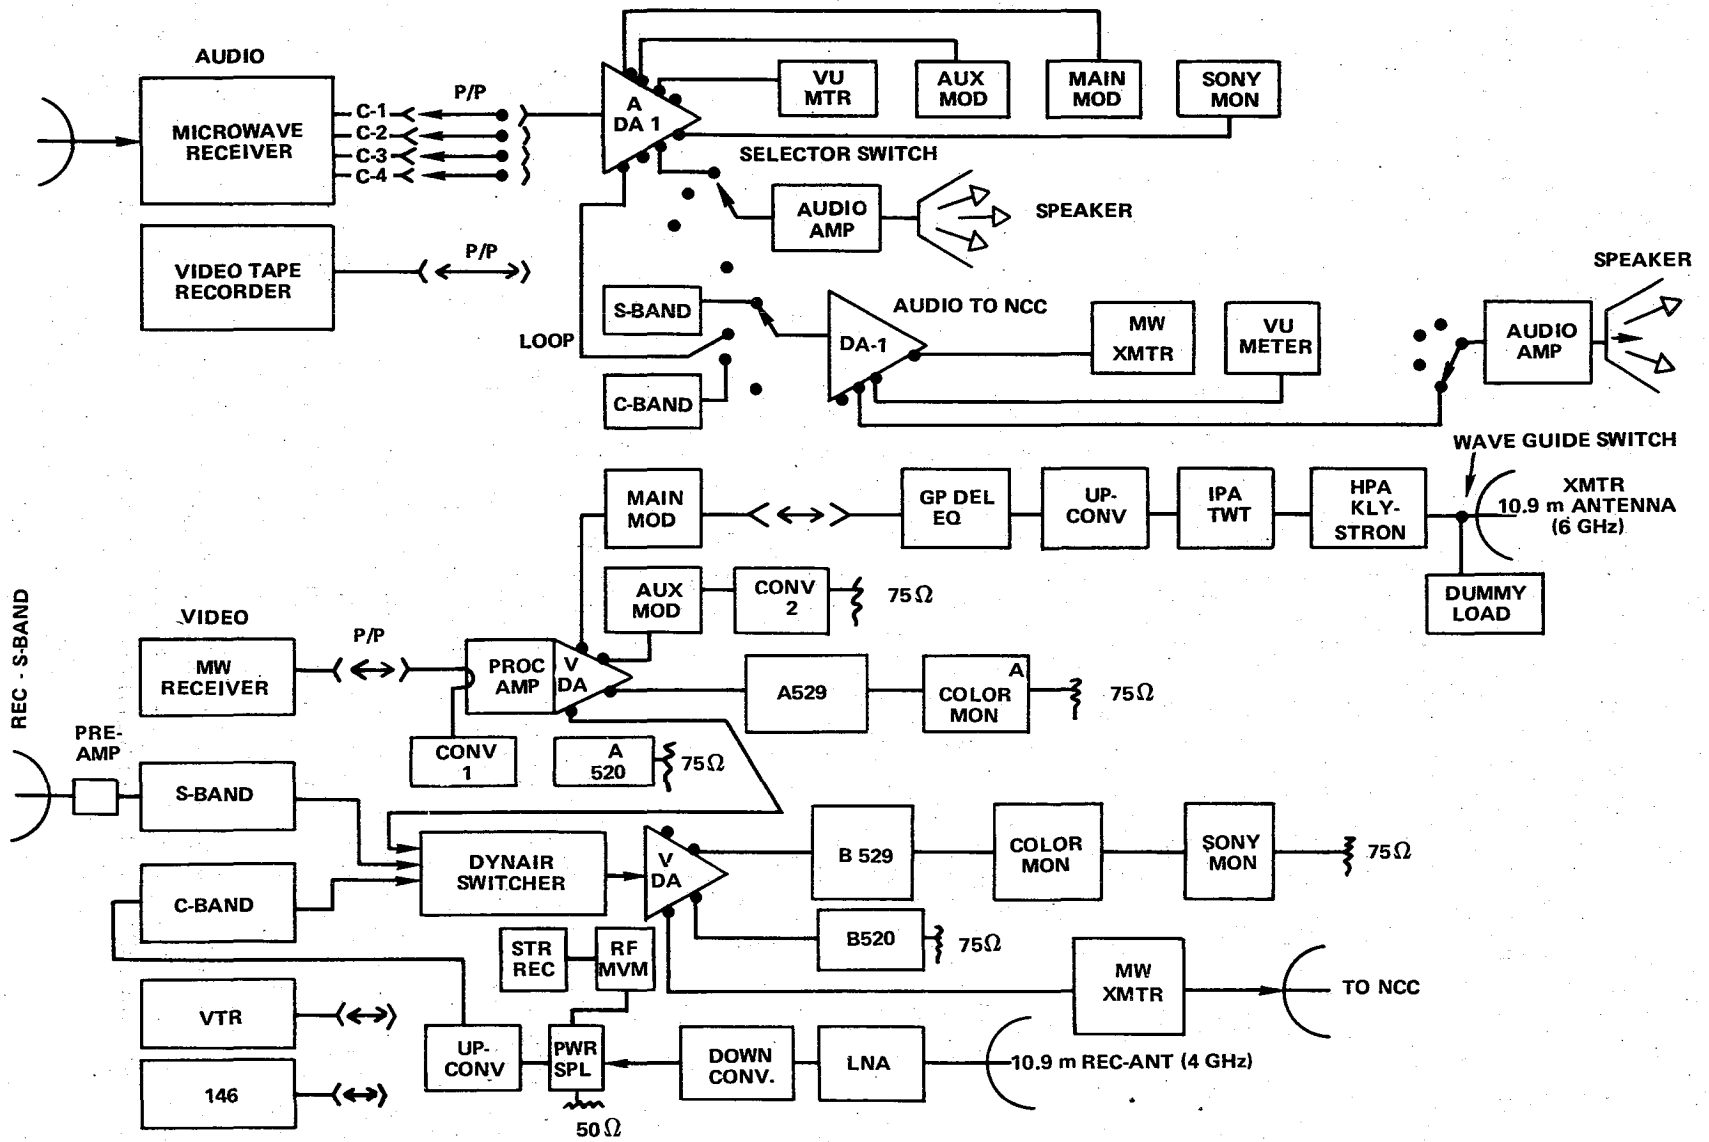 AUDIO
MICROWAVE
RECEIVER
C-1
C-2
C-3
C-4
P/P
A
DA 1
VU
MTR
AUX
MOD
MAIN
MOD
SONY
MON
SELECTOR SWITCH
AUDIO
AMP
SPEAKER
VIDEO TAPE
RECORDER
P/P
LOOP
S-BAND
C-BAND
DA-1
AUDIO TO NCC
MW
XMTR
VU
METER
AUDIO
AMP
SPEAKER
WAVE GUIDE SWITCH
MAIN
MOD
GP DEL
EQ
UP-
CONV
IPA
TWT
HPA
KLY-
STRON
XMTR
10.9 m ANTENNA
(6 GHz)
DUMMY
LOAD
AUX
MOD
CONV
2
75Ω
REC - S-BAND
VIDEO
MW
RECEIVER
P/P
PROC
AMP
V
DA
A529
A
COLOR
MON
75Ω
CONV
1
A
520
75Ω
PRE-
AMP
S-BAND
C-BAND
DYNAIR
SWITCHER
V
DA
B 529
COLOR
MON
SONY
MON
75Ω
B520
75Ω
STR
REC
RF
MVM
MW
XMTR
TO NCC
VTR
146
UP-
CONV
PWR
SPL
50Ω
DOWN
CONV.
LNA
10.9 m REC-ANT (4 GHz)